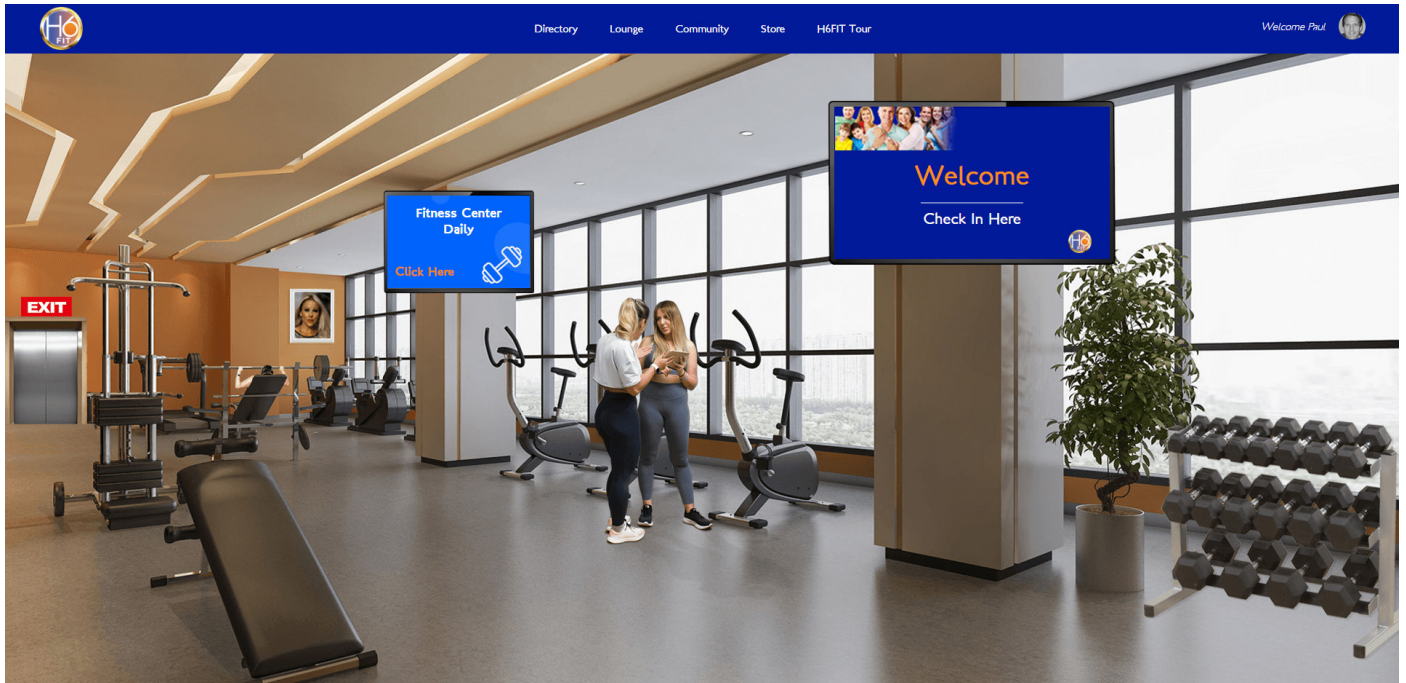 H6
FIT
Directory
Lounge
Community
Store
H6FIT Tour
Welcome Paul
Welcome
Check In Here
H6
Fitness Center
Daily
Click Here
EXIT